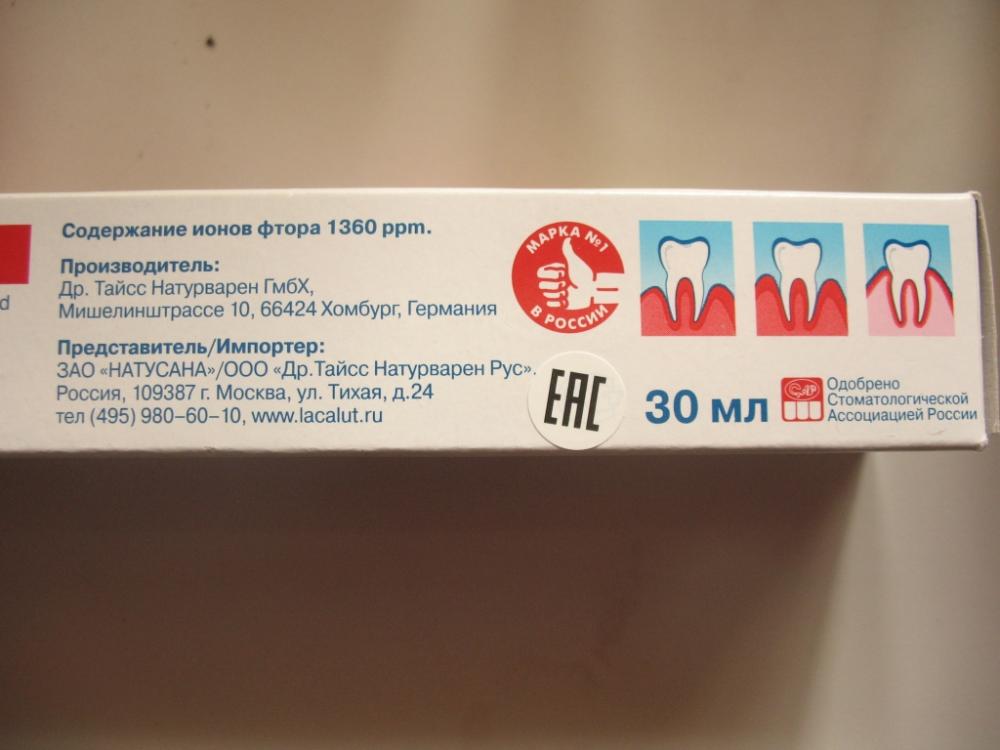 d
Содержание ионов фтора 1360 ppm.
Производитель:
Др. Тайсс Натурварен ГмбХ,
Мишелинштрассе 10, 66424 Хомбург, Германия
Представитель/Импортер:
ЗАО «НАТУСАНА»/ООО «Др.Тайсс Натурварен Рус».
Россия, 109387 г. Москва, ул. Тихая, д.24
тел (495) 980-60-10, www.lacalut.ru
МАРКА №1
В РОССИИ
EAC
30 мл
Одобрено
Стоматологической
Ассоциацией России